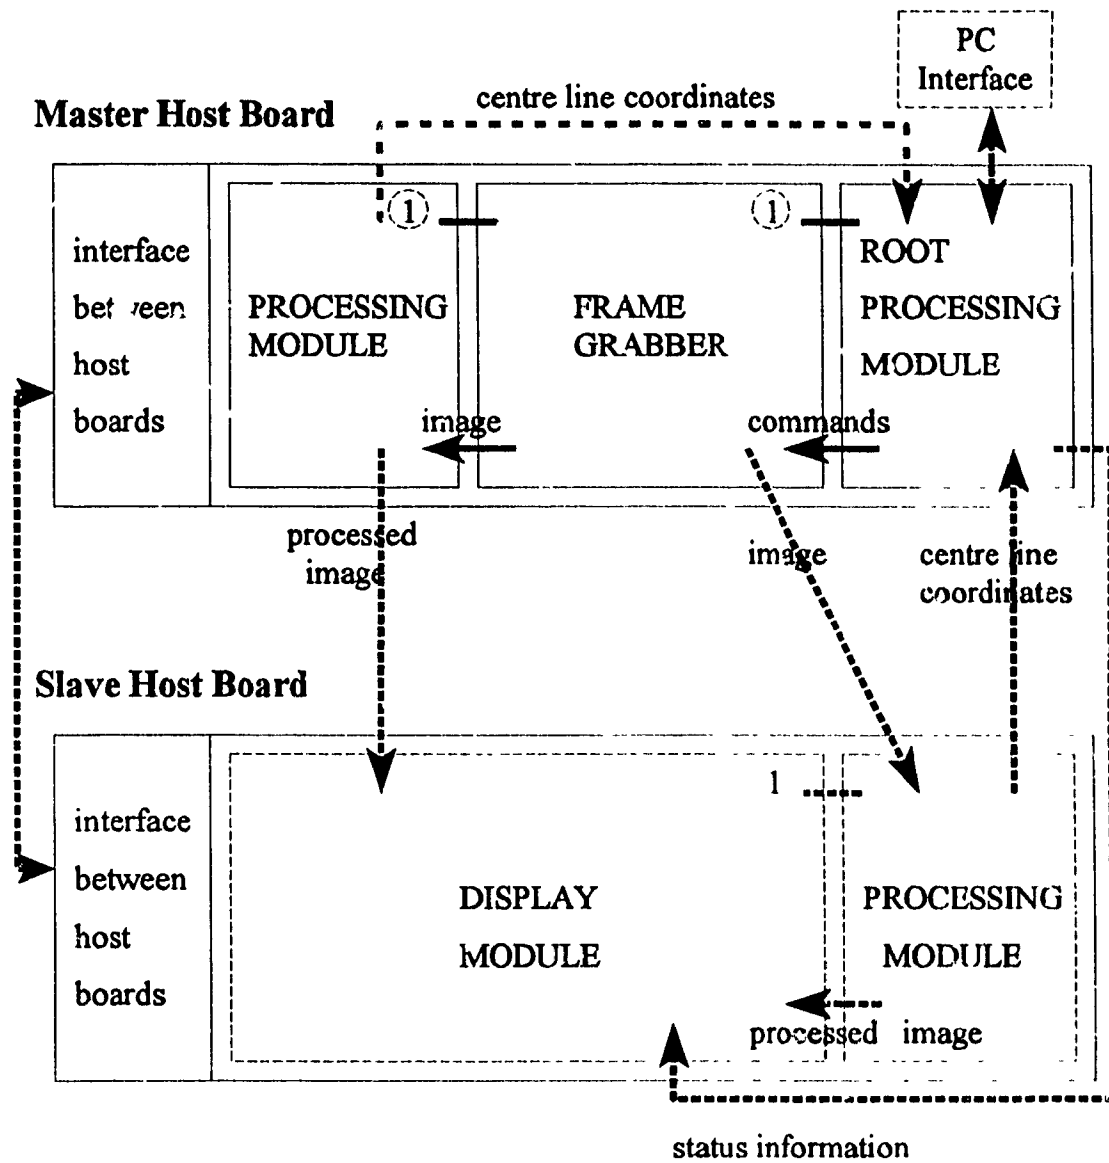 PC
Interface
centre line coordinates
Master Host Board
1
1
interface
between
host
boards
PROCESSING
MODULE
FRAME
GRABBER
ROOT
PROCESSING
MODULE
image
commands
processed
image
image
centre line
coordinates
Slave Host Board
1
interface
between
host
boards
DISPLAY
MODULE
PROCESSING
MODULE
processed image
status information